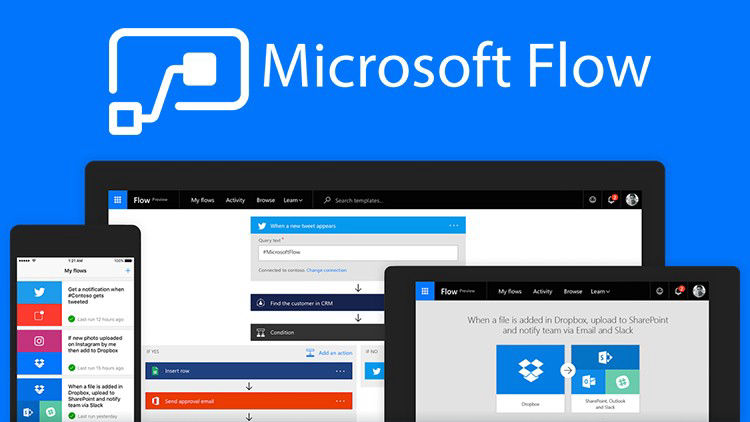 Microsoft Flow
Flow Preview My flows Activity Browse Learn Search templates...
When a new tweet appears
Query text *
#MicrosoftFlow
Connected to contoso Change connection
Find the customer in CRM
Condition
IF YES Add an action IF NO
Insert row
Send approval email
1:21 AM 100%
My flows +
Get a notification when
#Contoso gets
tweeted
Last run 12 hours ago
If new photo uploaded
on Instagram by me
then add to Dropbox
Last run 15 hours ago
When a file is added in
Dropbox, upload to
SharePoint and notify
team via Slack
Last run yesterday
Flow Preview My flows Activity Browse Learn
When a file is added in Dropbox, upload to SharePoint
and notify team via Email and Slack
Dropbox
SharePoint, Outlook
and Slack